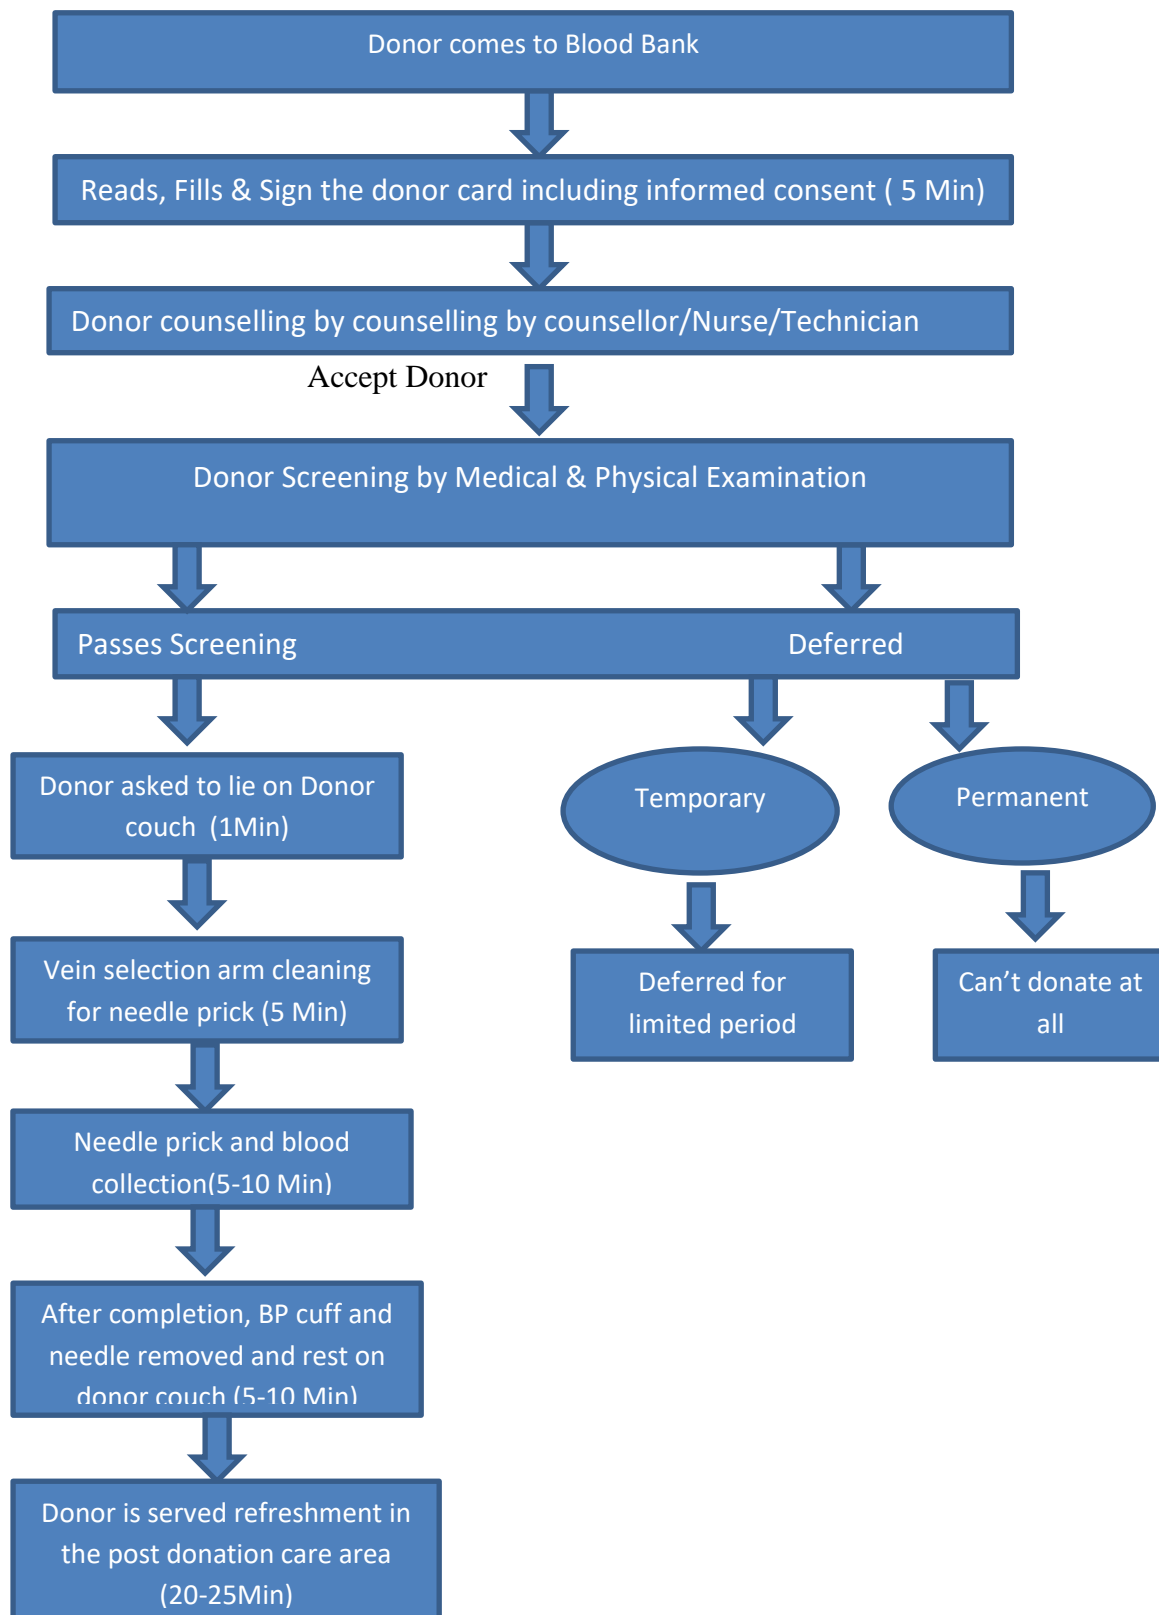 Donor comes to Blood Bank
Reads, Fills & Sign the donor card including informed consent ( 5 Min)
Donor counselling by counselling by counsellor/Nurse/Technician
Accept Donor
Donor Screening by Medical & Physical Examination
Passes Screening
Deferred
Donor asked to lie on Donor
couch (1Min)
Temporary
Permanent
Vein selection arm cleaning
for needle prick (5 Min)
Deferred for
limited period
Can’t donate at
all
Needle prick and blood
collection(5-10 Min)
After completion, BP cuff and
needle removed and rest on
donor couch (5-10 Min)
Donor is served refreshment in
the post donation care area
(20-25Min)